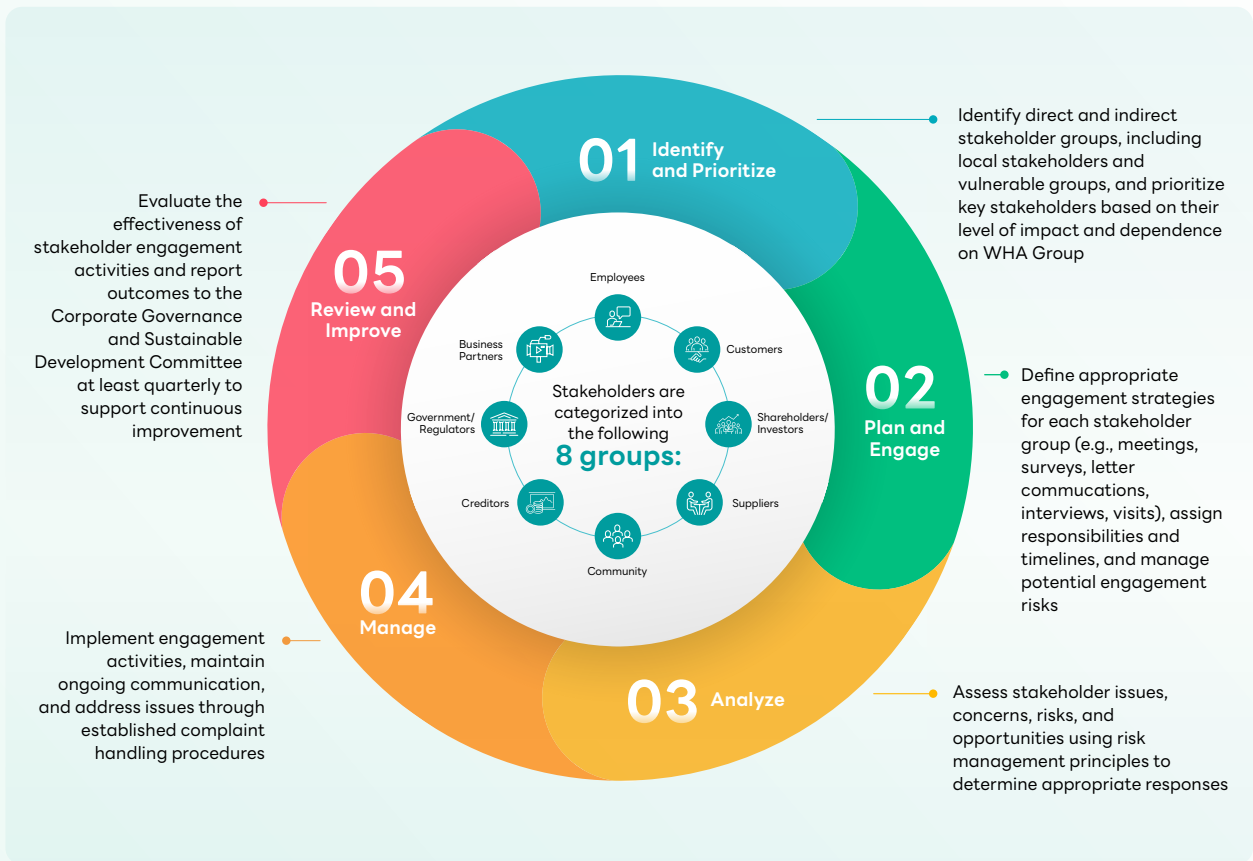 01 Identify
and Prioritize
Identify direct and indirect
stakeholder groups, including
local stakeholders and
vulnerable groups, and prioritize
key stakeholders based on their
level of impact and dependence
on WHA Group
02
Plan and
Engage
Define appropriate
engagement strategies
for each stakeholder
group (e.g., meetings,
surveys, letter
commucations,
interviews, visits), assign
responsibilities and
timelines, and manage
potential engagement
risks
03 Analyze
Assess stakeholder issues,
concerns, risks, and
opportunities using risk
management principles to
determine appropriate responses
04
Manage
Implement engagement
activities, maintain
ongoing communication,
and address issues through
established complaint
handling procedures
05
Review and
Improve
Evaluate the
effectiveness of
stakeholder engagement
activities and report
outcomes to the
Corporate Governance
and Sustainable
Development Committee
at least quarterly to
support continuous
improvement
Stakeholders are
categorized into
the following
8 groups:
Employees
Customers
Shareholders/
Investors
Suppliers
Community
Creditors
Government/
Regulators
Business
Partners